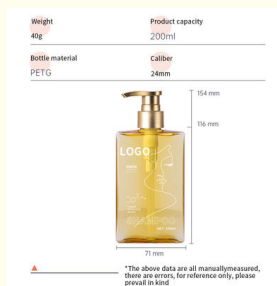 Weight
Product capacity
40g
200ml
Bottle material
Caliber
PETG
24mm
154 mm
116 mm
LOGO
SHAMPOO
71 mm
*The above data are all manuallymeasured,
there are errors, for reference only, please
prevail in kind